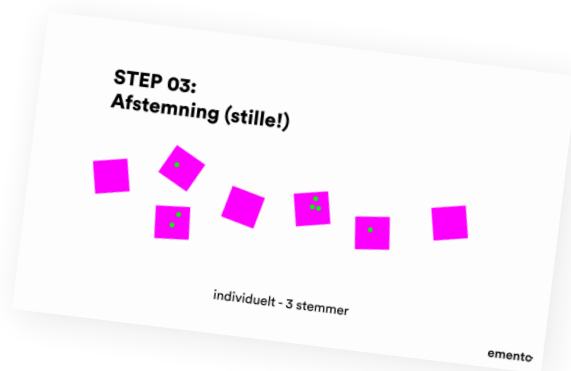 STEP 03:
Afstemning (stille!)
individuelt - 3 stemmer
emento